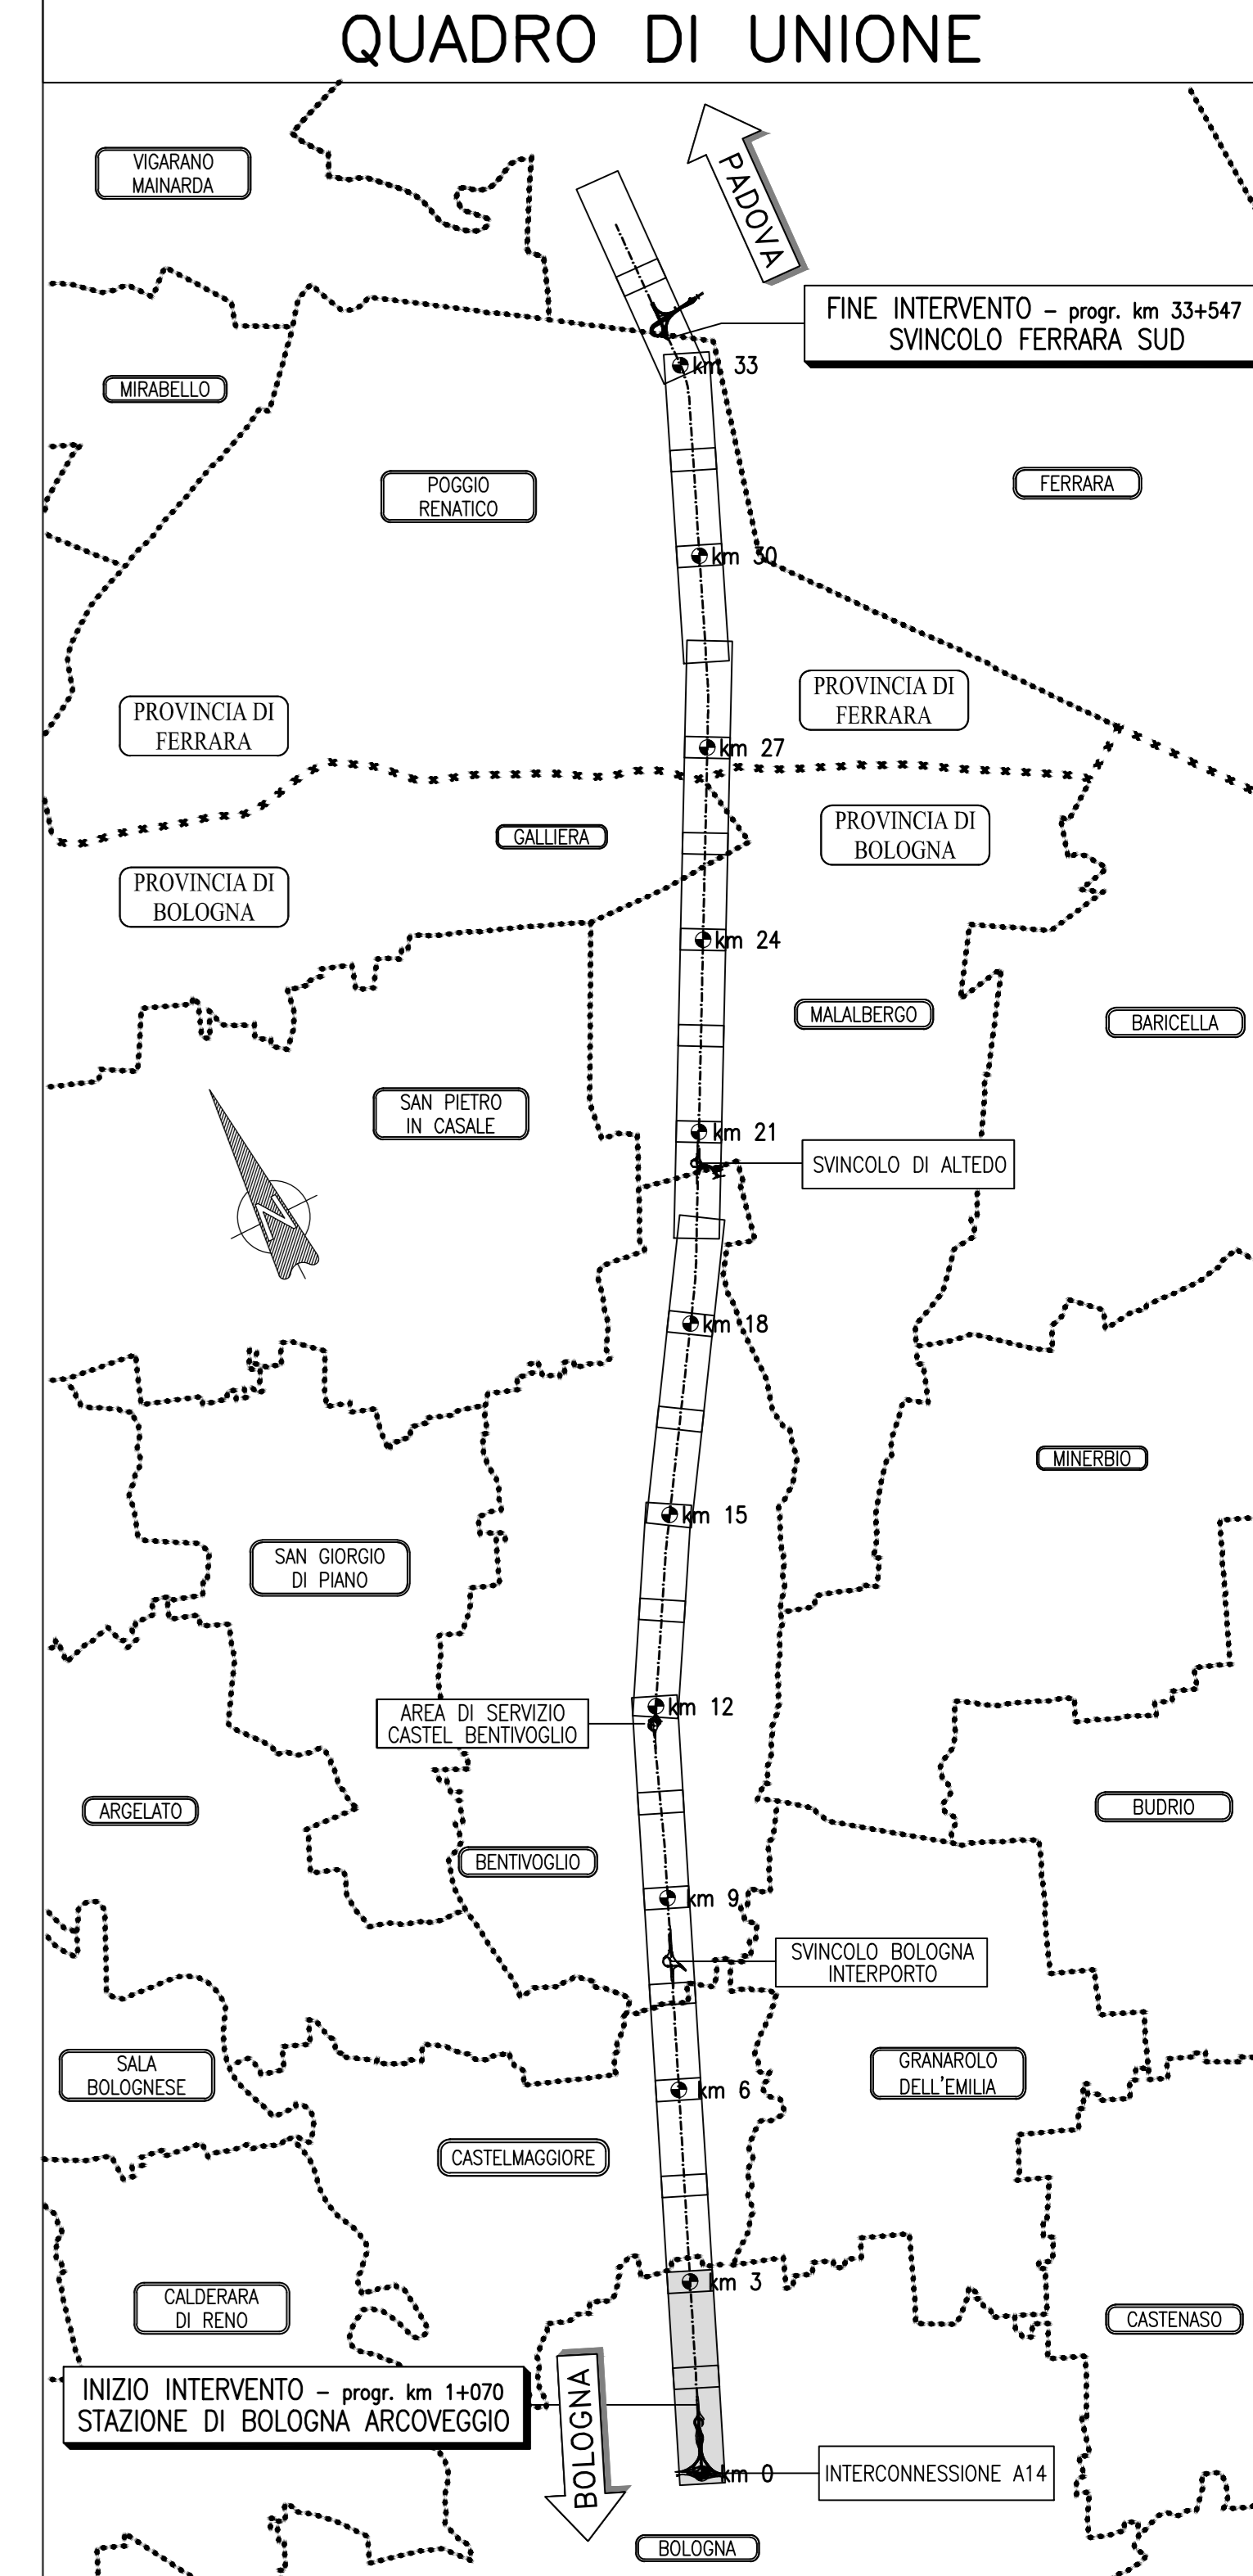 QUADRO DI UNIONE
VIGARANO
MAINARDA
PADOVA
FINE INTERVENTO – progr. km 33+547
SVINCOLO FERRARA SUD
km 33
MIRABELLO
POGGIO
RENATICO
FERRARA
km 30
PROVINCIA DI
FERRARA
PROVINCIA DI
FERRARA
km 27
GALLIERA
PROVINCIA DI
BOLOGNA
PROVINCIA DI
BOLOGNA
km 24
MALALBERGO
BARICELLA
SAN PIETRO
IN CASALE
km 21
SVINCOLO DI ALTEDO
N
km 18
MINERBIO
km 15
SAN GIORGIO
DI PIANO
km 12
AREA DI SERVIZIO
CASTEL BENTIVOGLIO
ARGELATO
BUDRIO
BENTIVOGLIO
km 9
SVINCOLO BOLOGNA
INTERPORTO
SALA
BOLOGNESE
GRANAROLO
DELL'EMILIA
km 6
CASTELMAGGIORE
km 3
CALDERARA
DI RENO
CASTENASO
INIZIO INTERVENTO – progr. km 1+070
STAZIONE DI BOLOGNA ARCOVEGGIO
BOLOGNA
km 0
INTERCONNESSIONE A14
BOLOGNA